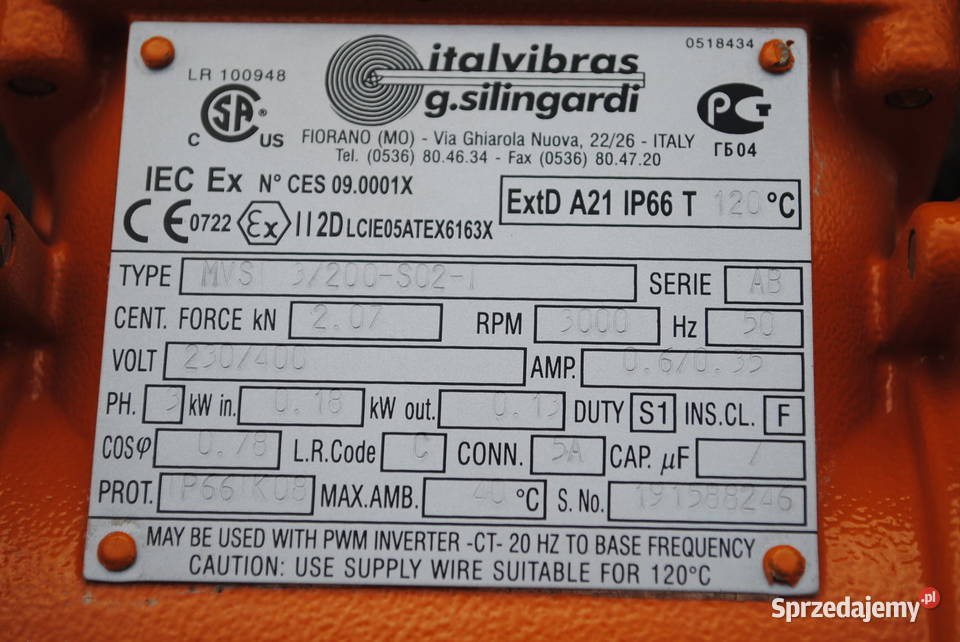 0518434
LR 100948
italvibras
g.silingardi
C SA ® US
PG T
ГБ04
FIORANO (MO) - Via Ghiarola Nuova, 22/26 - ITALY
Tel. (0536) 80.46.34 - Fax (0536) 80.47.20
IEC Ex N° CES 09.0001X
ExtD A21 IP66 T 120 °C
CE 0722 Ex II 2D LCIE05ATEX6163X
TYPE MVSI 3/200-S02- SERIE AB
CENT. FORCE kN 2.07 RPM 3000 Hz 50
VOLT 230/400 AMP. 0.6/0.35
PH. 3 kW in. 0.18 kW out. 0.13 DUTY S1 INS.CL. F
COSφ 0.78 L.R.Code C CONN. 5A CAP. µF /
PROT. IP66 IK08 MAX.AMB. 40 °C S. No. 191588246
MAY BE USED WITH PWM INVERTER -CT- 20 HZ TO BASE FREQUENCY
CAUTION: USE SUPPLY WIRE SUITABLE FOR 120°C
Sprzedajemy.pl